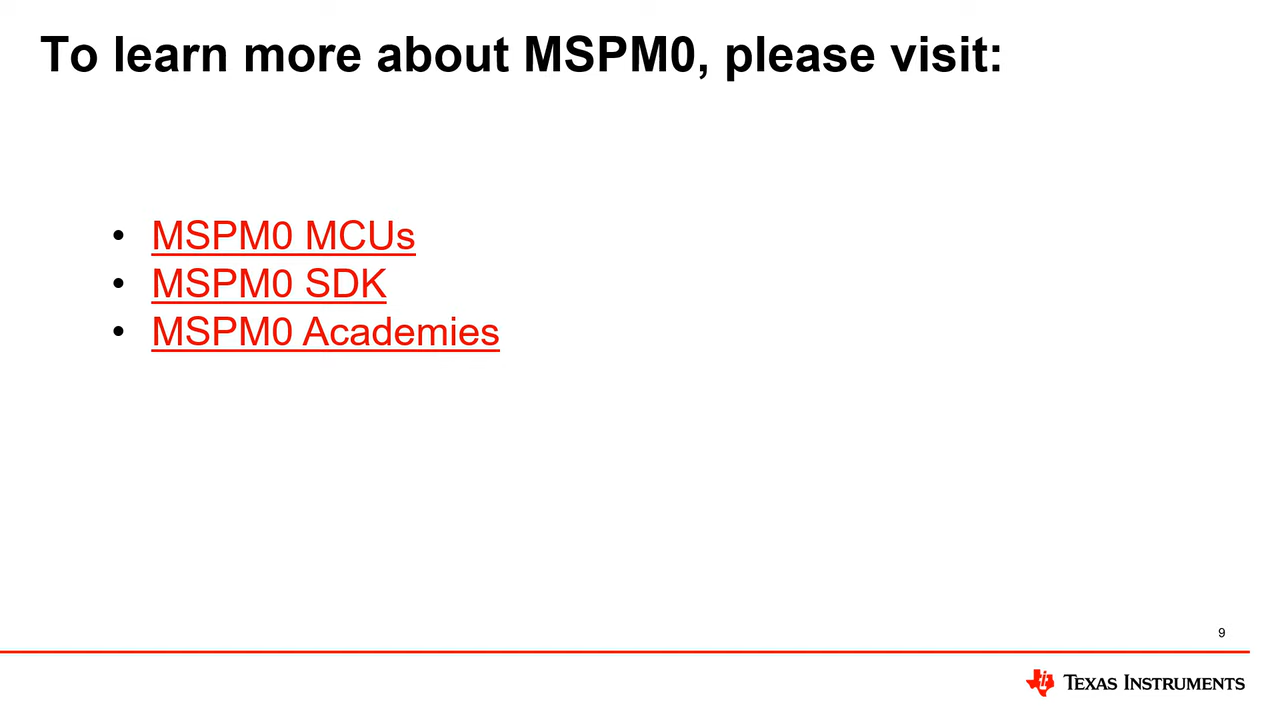 To learn more about MSPM0, please visit:
• MSPM0 MCUs
• MSPM0 SDK
• MSPM0 Academies
9
TEXAS INSTRUMENTS